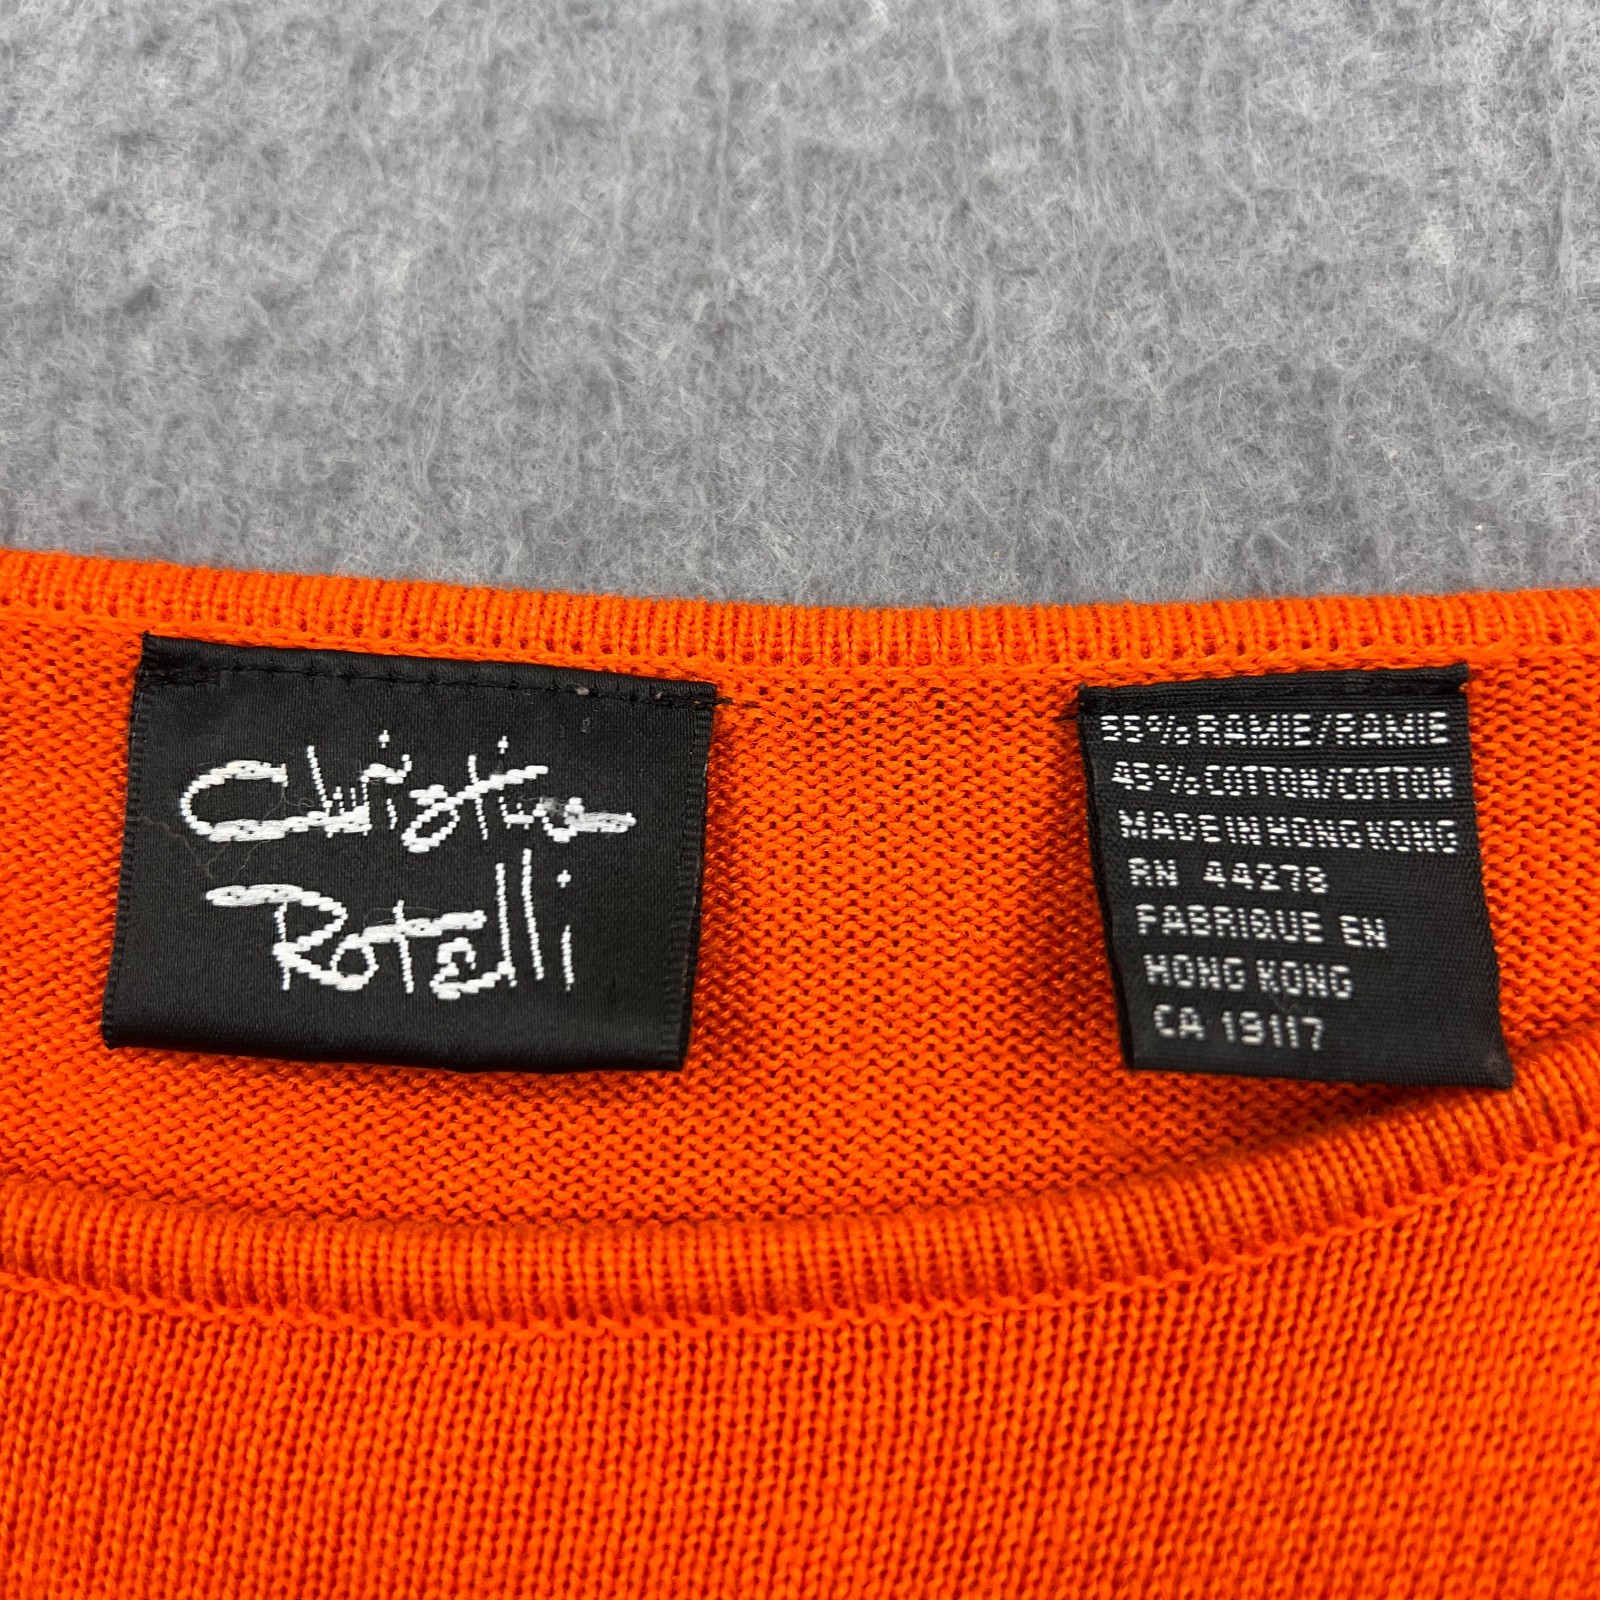 Christine
Rotelli
55% RAMIE/RAMIE
45% COTTON/COTTON
MADE IN HONG KONG
RN 44278
FABRIQUE EN
HONG KONG
CA 19117